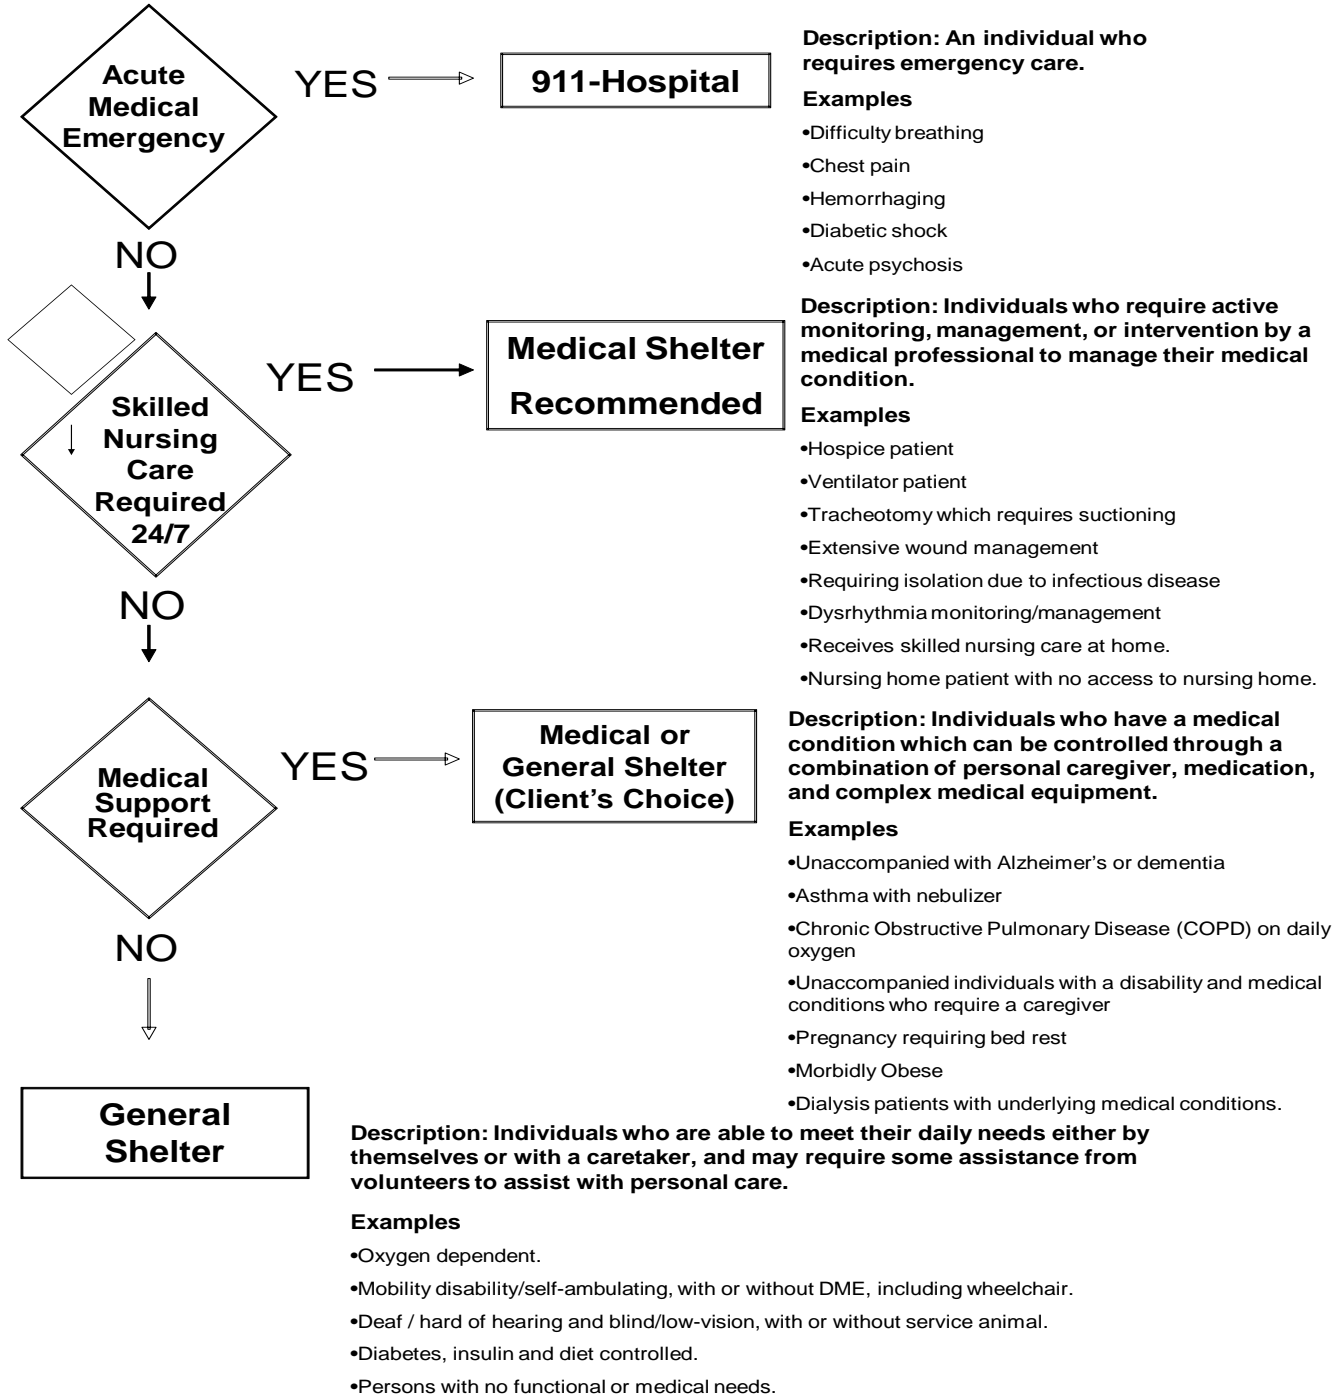 Acute
Medical
Emergency
YES
911-Hospital
Description: An individual who
requires emergency care.
Examples
•Difficulty breathing
•Chest pain
•Hemorrhaging
•Diabetic shock
•Acute psychosis
NO
Skilled
Nursing
Care
Required
24/7
YES
Medical Shelter
Recommended
Description: Individuals who require active
monitoring, management, or intervention by a
medical professional to manage their medical
condition.
Examples
•Hospice patient
•Ventilator patient
•Tracheotomy which requires suctioning
•Extensive wound management
•Requiring isolation due to infectious disease
•Dysrhythmia monitoring/management
•Receives skilled nursing care at home.
•Nursing home patient with no access to nursing home.
NO
Medical
Support
Required
YES
Medical or
General Shelter
(Client's Choice)
Description: Individuals who have a medical
condition which can be controlled through a
combination of personal caregiver, medication,
and complex medical equipment.
Examples
•Unaccompanied with Alzheimer's or dementia
•Asthma with nebulizer
•Chronic Obstructive Pulmonary Disease (COPD) on daily
oxygen
•Unaccompanied individuals with a disability and medical
conditions who require a caregiver
•Pregnancy requiring bed rest
•Morbidly Obese
•Dialysis patients with underlying medical conditions.
NO
General
Shelter
Description: Individuals who are able to meet their daily needs either by
themselves or with a caretaker, and may require some assistance from
volunteers to assist with personal care.
Examples
•Oxygen dependent.
•Mobility disability/self-ambulating, with or without DME, including wheelchair.
•Deaf / hard of hearing and blind/low-vision, with or without service animal.
•Diabetes, insulin and diet controlled.
•Persons with no functional or medical needs.